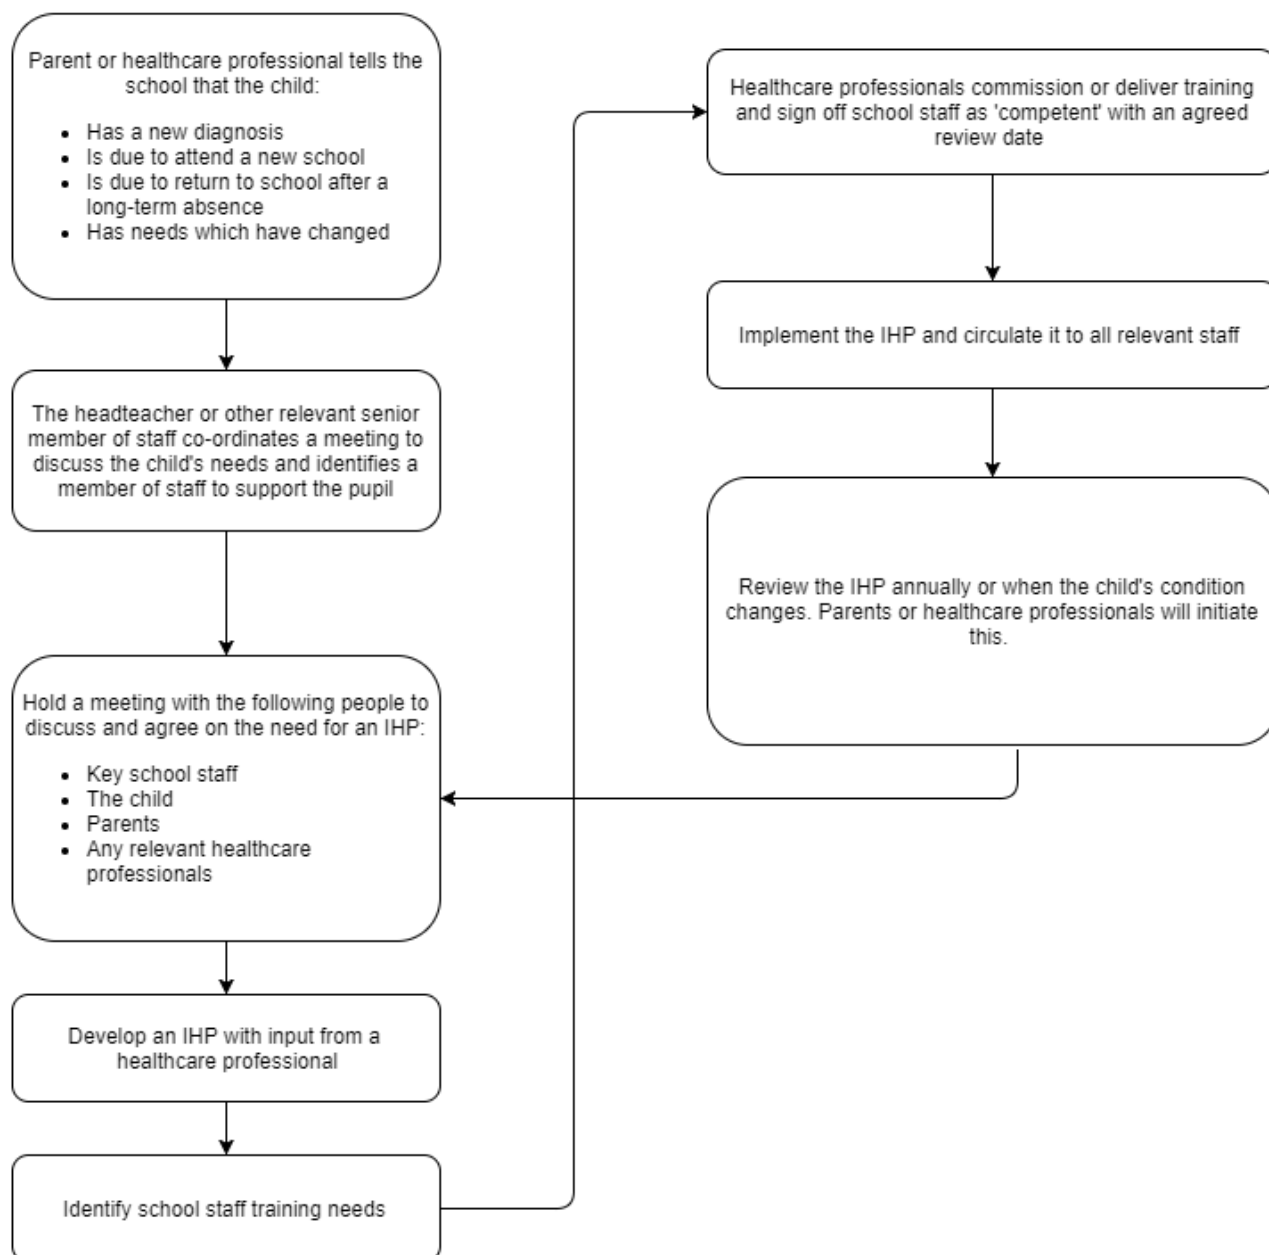 Parent or healthcare professional tells the
school that the child:
• Has a new diagnosis
• Is due to attend a new school
• Is due to return to school after a
long-term absence
• Has needs which have changed
The headteacher or other relevant senior
member of staff co-ordinates a meeting to
discuss the child's needs and identifies a
member of staff to support the pupil
Hold a meeting with the following people to
discuss and agree on the need for an IHP:
• Key school staff
• The child
• Parents
• Any relevant healthcare
professionals
Develop an IHP with input from a
healthcare professional
Identify school staff training needs
Healthcare professionals commission or deliver training
and sign off school staff as 'competent' with an agreed
review date
Implement the IHP and circulate it to all relevant staff
Review the IHP annually or when the child's condition
changes. Parents or healthcare professionals will initiate
this.